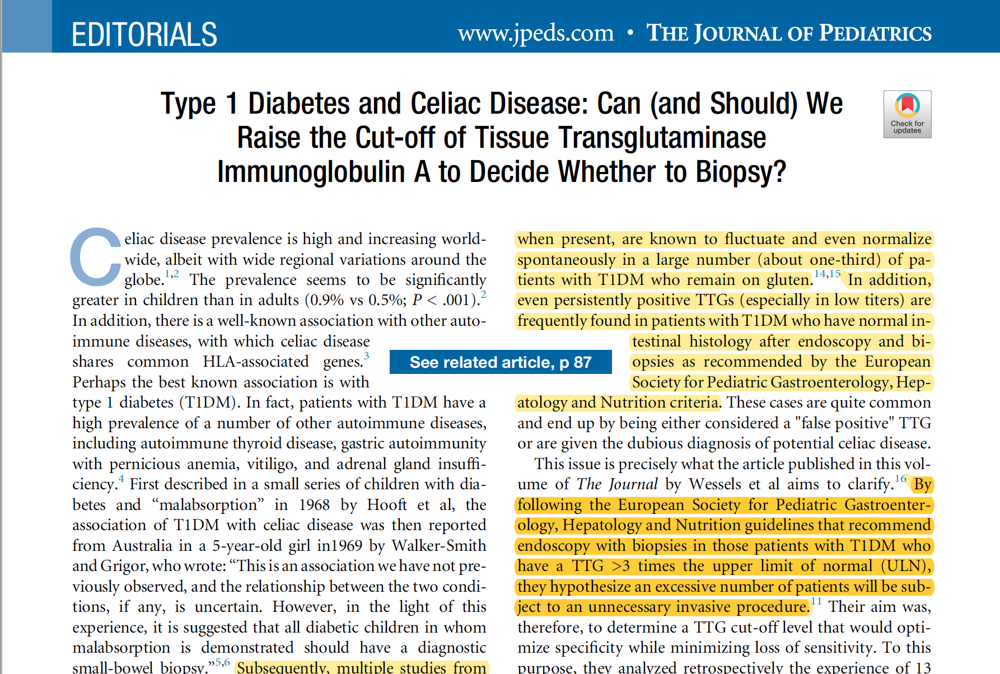 EDITORIALS
www.jpeds.com • THE JOURNAL OF PEDIATRICS
Type 1 Diabetes and Celiac Disease: Can (and Should) We
Raise the Cut-off of Tissue Transglutaminase
Immunoglobulin A to Decide Whether to Biopsy?
Check for
updates
Celiac disease prevalence is high and increasing world-
wide, albeit with wide regional variations around the
globe.1,2 The prevalence seems to be significantly
greater in children than in adults (0.9% vs 0.5%; P < .001).2
In addition, there is a well-known association with other auto-
immune diseases, with which celiac disease
shares common HLA-associated genes.3
Perhaps the best known association is with
type 1 diabetes (T1DM). In fact, patients with T1DM have a
high prevalence of a number of other autoimmune diseases,
including autoimmune thyroid disease, gastric autoimmunity
with pernicious anemia, vitiligo, and adrenal gland insuffi-
ciency.4 First described in a small series of children with dia-
betes and “malabsorption” in 1968 by Hooft et al, the
association of T1DM with celiac disease was then reported
from Australia in a 5-year-old girl in1969 by Walker-Smith
and Grigor, who wrote: “This is an association we have not pre-
viously observed, and the relationship between the two condi-
tions, if any, is uncertain. However, in the light of this
experience, it is suggested that all diabetic children in whom
malabsorption is demonstrated should have a diagnostic
small-bowel biopsy.”5,6 Subsequently, multiple studies from
See related article, p 87
when present, are known to fluctuate and even normalize
spontaneously in a large number (about one-third) of pa-
tients with T1DM who remain on gluten.14,15 In addition,
even persistently positive TTGs (especially in low titers) are
frequently found in patients with T1DM who have normal in-
testinal histology after endoscopy and bi-
opsies as recommended by the European
Society for Pediatric Gastroenterology, Hep-
atology and Nutrition criteria. These cases are quite common
and end up by being either considered a "false positive" TTG
or are given the dubious diagnosis of potential celiac disease.
This issue is precisely what the article published in this vol-
ume of The Journal by Wessels et al aims to clarify.16 By
following the European Society for Pediatric Gastroenter-
ology, Hepatology and Nutrition guidelines that recommend
endoscopy with biopsies in those patients with T1DM who
have a TTG >3 times the upper limit of normal (ULN),
they hypothesize an excessive number of patients will be sub-
ject to an unnecessary invasive procedure.11 Their aim was,
therefore, to determine a TTG cut-off level that would opti-
mize specificity while minimizing loss of sensitivity. To this
purpose, they analyzed retrospectively the experience of 13